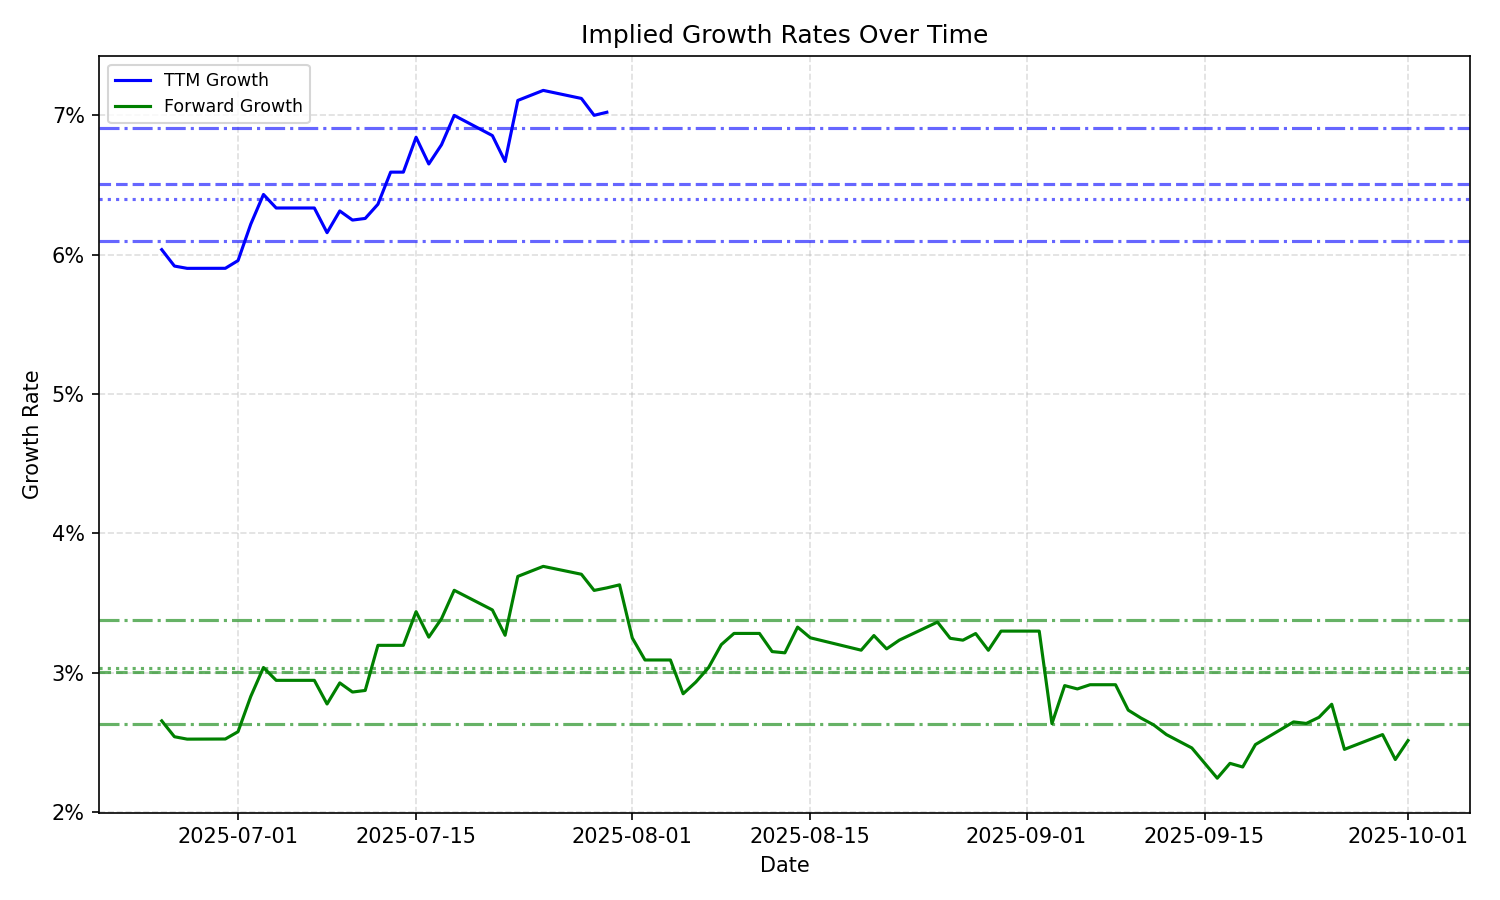 Implied Growth Rates Over Time
TTM Growth
Forward Growth
Growth Rate
7%
6%
5%
4%
3%
2%
2025-07-01
2025-07-15
2025-08-01
2025-08-15
2025-09-01
2025-09-15
2025-10-01
Date